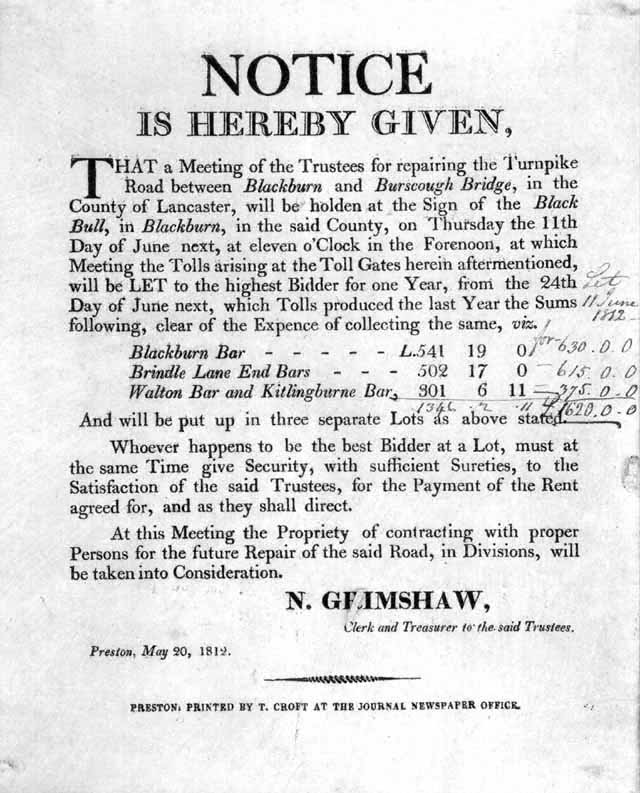 NOTICE
IS HEREBY GIVEN,
THAT a Meeting of the Trustees for repairing the Turnpike
Road between Blackburn and Burscough Bridge, in the
County of Lancaster, will be holden at the Sign of the Black
Bull, in Blackburn, in the said County, on Thursday the 11th
Day of June next, at eleven o'Clock in the Forenoon, at which
Meeting the Tolls arising at the Toll Gates herein aftermentioned,
will be LET to the highest Bidder for one Year, from the 24th Let
Day of June next, which Tolls produced the last Year the Sums 11 June
following, clear of the Expence of collecting the same, viz. 1812
Blackburn Bar - - - - - L.541 19 0 for 630.0.0
Brindle Lane End Bars - - - 502 17 0 — 615.0.0
Walton Bar and Kitlingburne Bar, 301 6 11 = 375.0-0
1346 .2 .11 £1620.0-0
And will be put up in three separate Lots as above stated.
Whoever happens to be the best Bidder at a Lot, must at
the same Time give Security, with sufficient Sureties, to the
Satisfaction of the said Trustees, for the Payment of the Rent
agreed for, and as they shall direct.
At this Meeting the Propriety of contracting with proper
Persons for the future Repair of the said Road, in Divisions, will
be taken into Consideration.
N. GRIMSHAW,
Clerk and Treasurer to the said Trustees.
Preston, May 20, 1812.
PRESTON: PRINTED BY T. CROFT AT THE JOURNAL NEWSPAPER OFFICE.